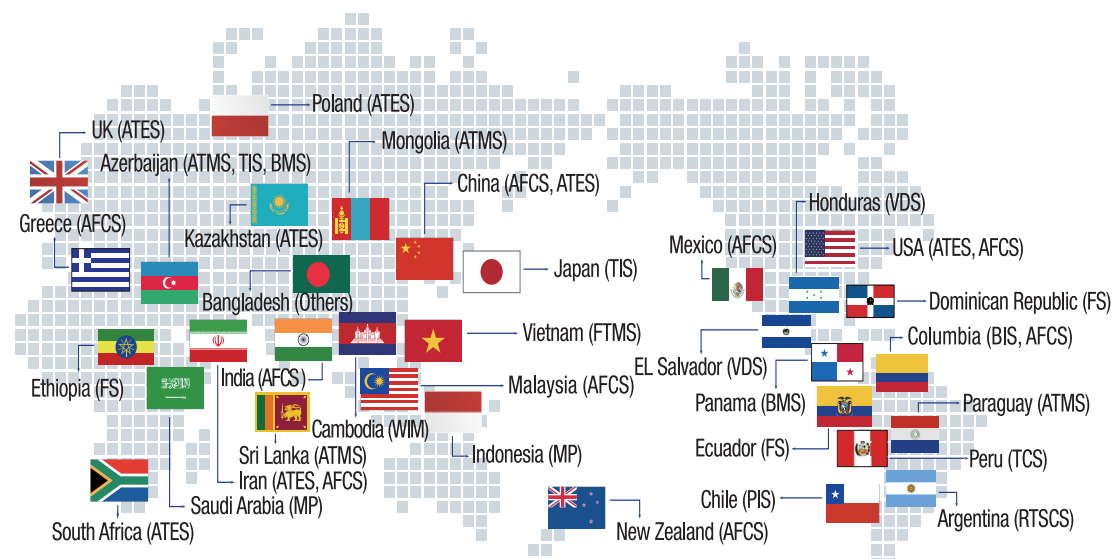 Poland (ATES)
UK (ATES)
Mongolia (ATMS)
Azerbaijan (ATMS, TIS, BMS)
China (AFCS, ATES)
Honduras (VDS)
Greece (AFCS)
Kazakhstan (ATES)
Mexico (AFCS)
USA (ATES, AFCS)
Japan (TIS)
Bangladesh (Others)
Dominican Republic (FS)
Vietnam (FTMS)
Columbia (BIS, AFCS)
EL Salvador (VDS)
India (AFCS)
Ethiopia (FS)
Malaysia (AFCS)
Panama (BMS)
Paraguay (ATMS)
Cambodia (WIM)
Ecuador (FS)
Sri Lanka (ATMS)
Indonesia (MP)
Peru (TCS)
Iran (ATES, AFCS)
Chile (PIS)
Saudi Arabia (MP)
Argentina (RTSCS)
South Africa (ATES)
New Zealand (AFCS)